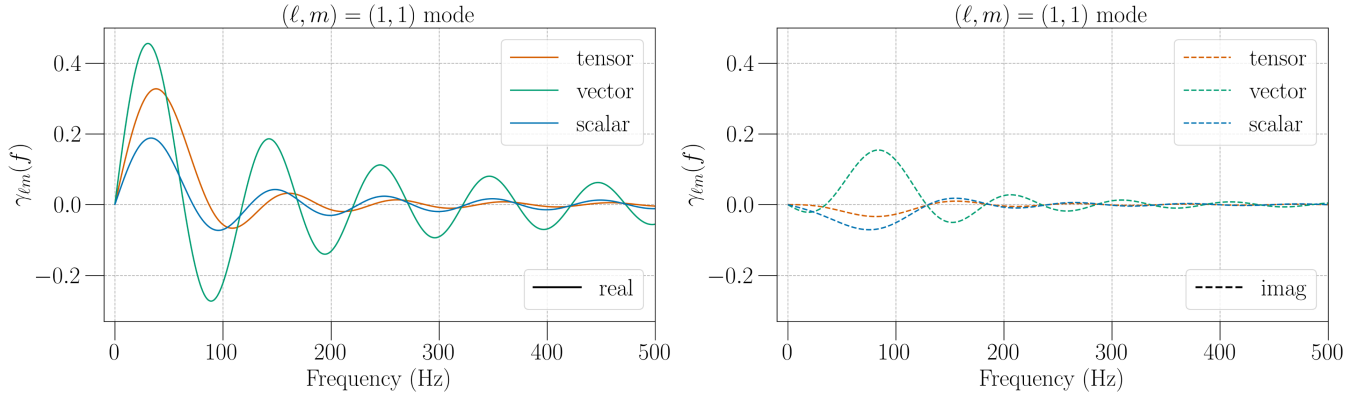 (ℓ, m) = (1, 1) mode
γℓm(f)
0.4
0.2
0.0
−0.2
tensor
vector
scalar
real
0 100 200 300 400 500
Frequency (Hz)
(ℓ, m) = (1, 1) mode
γℓm(f)
0.4
0.2
0.0
−0.2
tensor
vector
scalar
imag
0 100 200 300 400 500
Frequency (Hz)